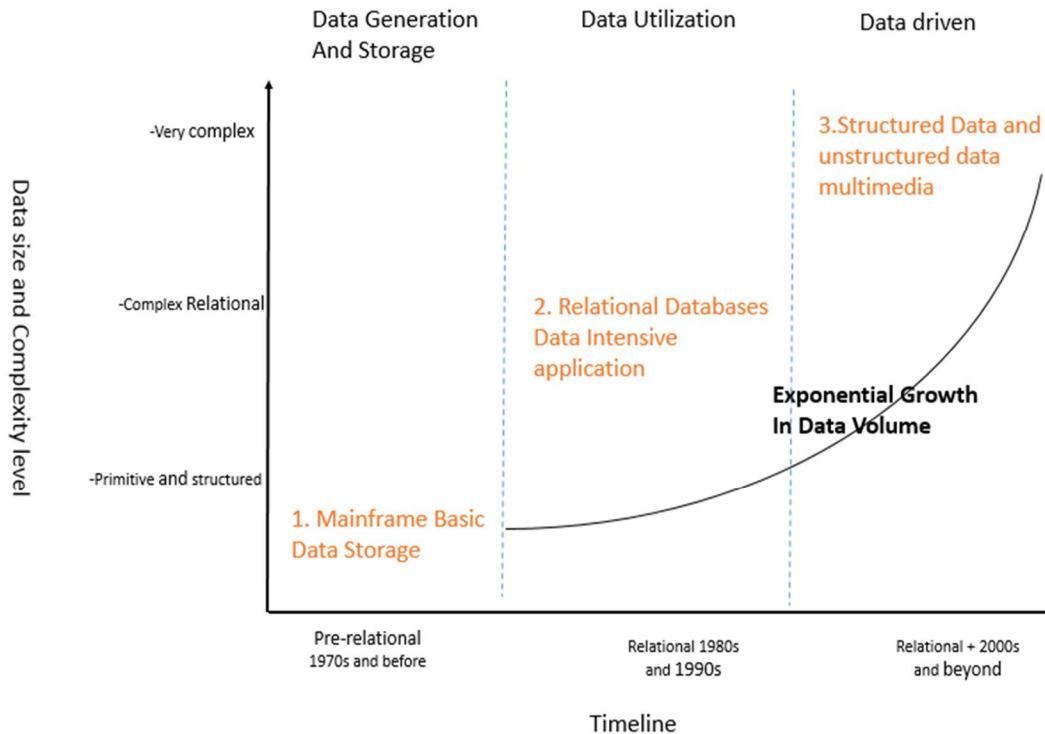 Data Generation
And Storage
Data Utilization
Data driven
Data size and Complexity level
-Very complex
-Complex Relational
-Primitive and structured
1. Mainframe Basic
Data Storage
2. Relational Databases
Data Intensive
application
3.Structured Data and
unstructured data
multimedia
Exponential Growth
In Data Volume
Pre-relational
1970s and before
Relational 1980s
and 1990s
Relational + 2000s
and beyond
Timeline